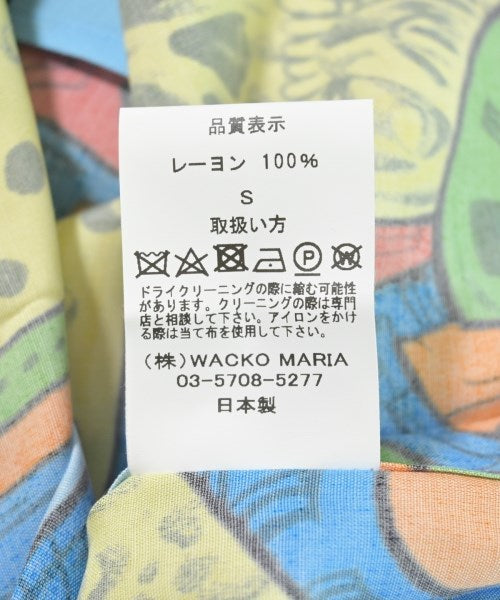 品質表示
レーヨン 100%
S
取扱い方
P W
ドライクリーニングの際に縮む可能性
があります。クリーニングの際は専門
店と相談して下さい。アイロンをかけ
る際は当て布を使用して下さい。
(株)WACKO MARIA
03-5708-5277
日本製